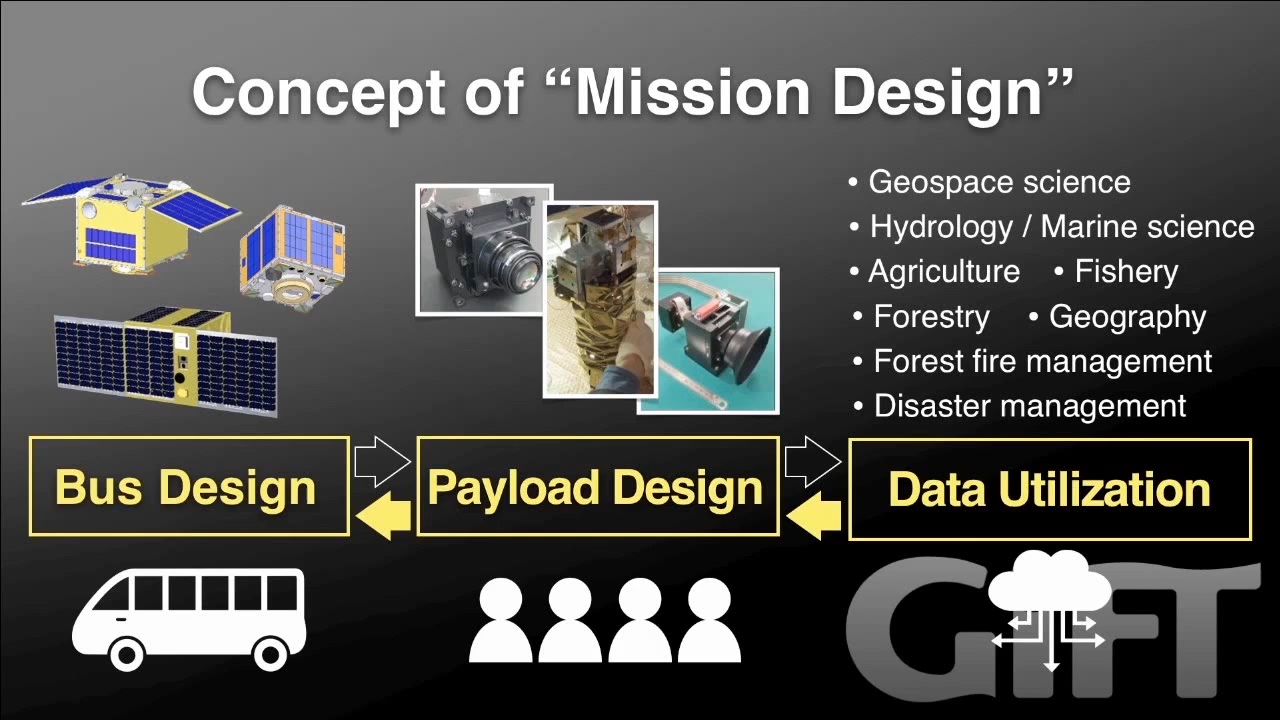 Concept of “Mission Design”
• Geospace science
• Hydrology / Marine science
• Agriculture • Fishery
• Forestry • Geography
• Forest fire management
• Disaster management
Bus Design
Payload Design
Data Utilization
GIFT